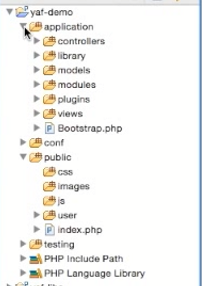 yaf-demo
application
controllers
library
models
modules
plugins
views
Bootstrap.php
conf
public
css
images
js
user
index.php
testing
PHP Include Path
PHP Language Library